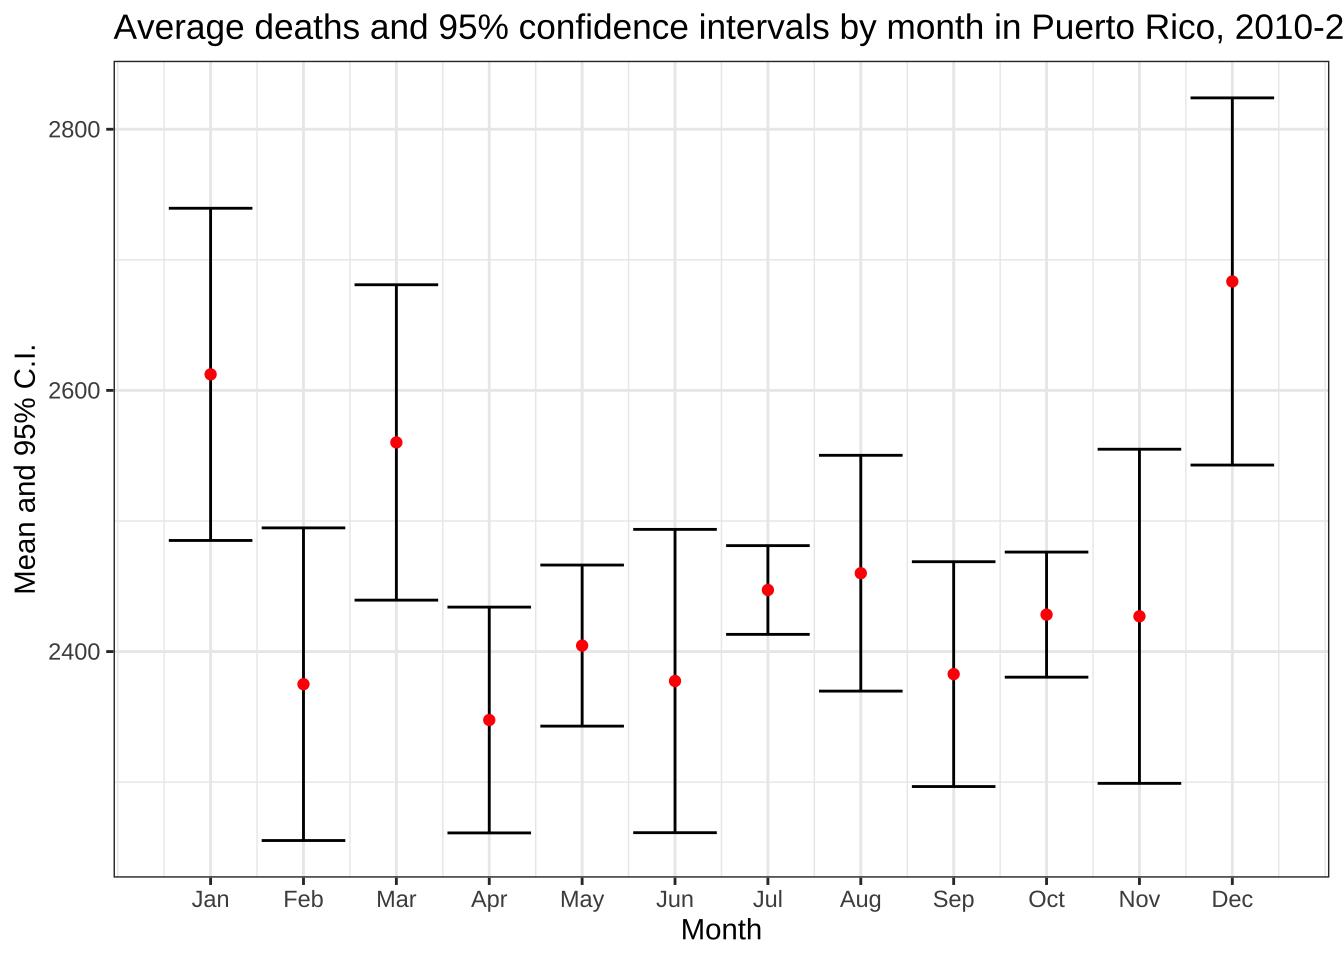 Average deaths and 95% confidence intervals by month in Puerto Rico, 2010-2
2800
2600
2400
Mean and 95% C.I.
Jan Feb Mar Apr May Jun Jul Aug Sep Oct Nov Dec
Month